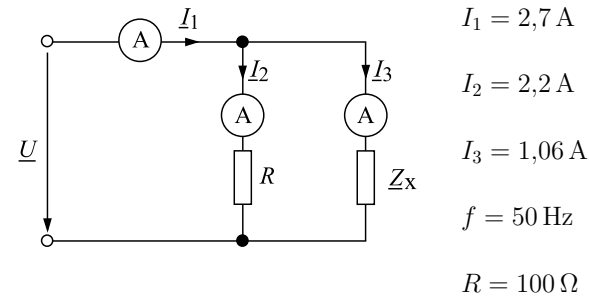 I₁
A
I₂
I₃
A
A
U
R
Zx
I₁ = 2,7 A
I₂ = 2,2 A
I₃ = 1,06 A
f = 50 Hz
R = 100 Ω